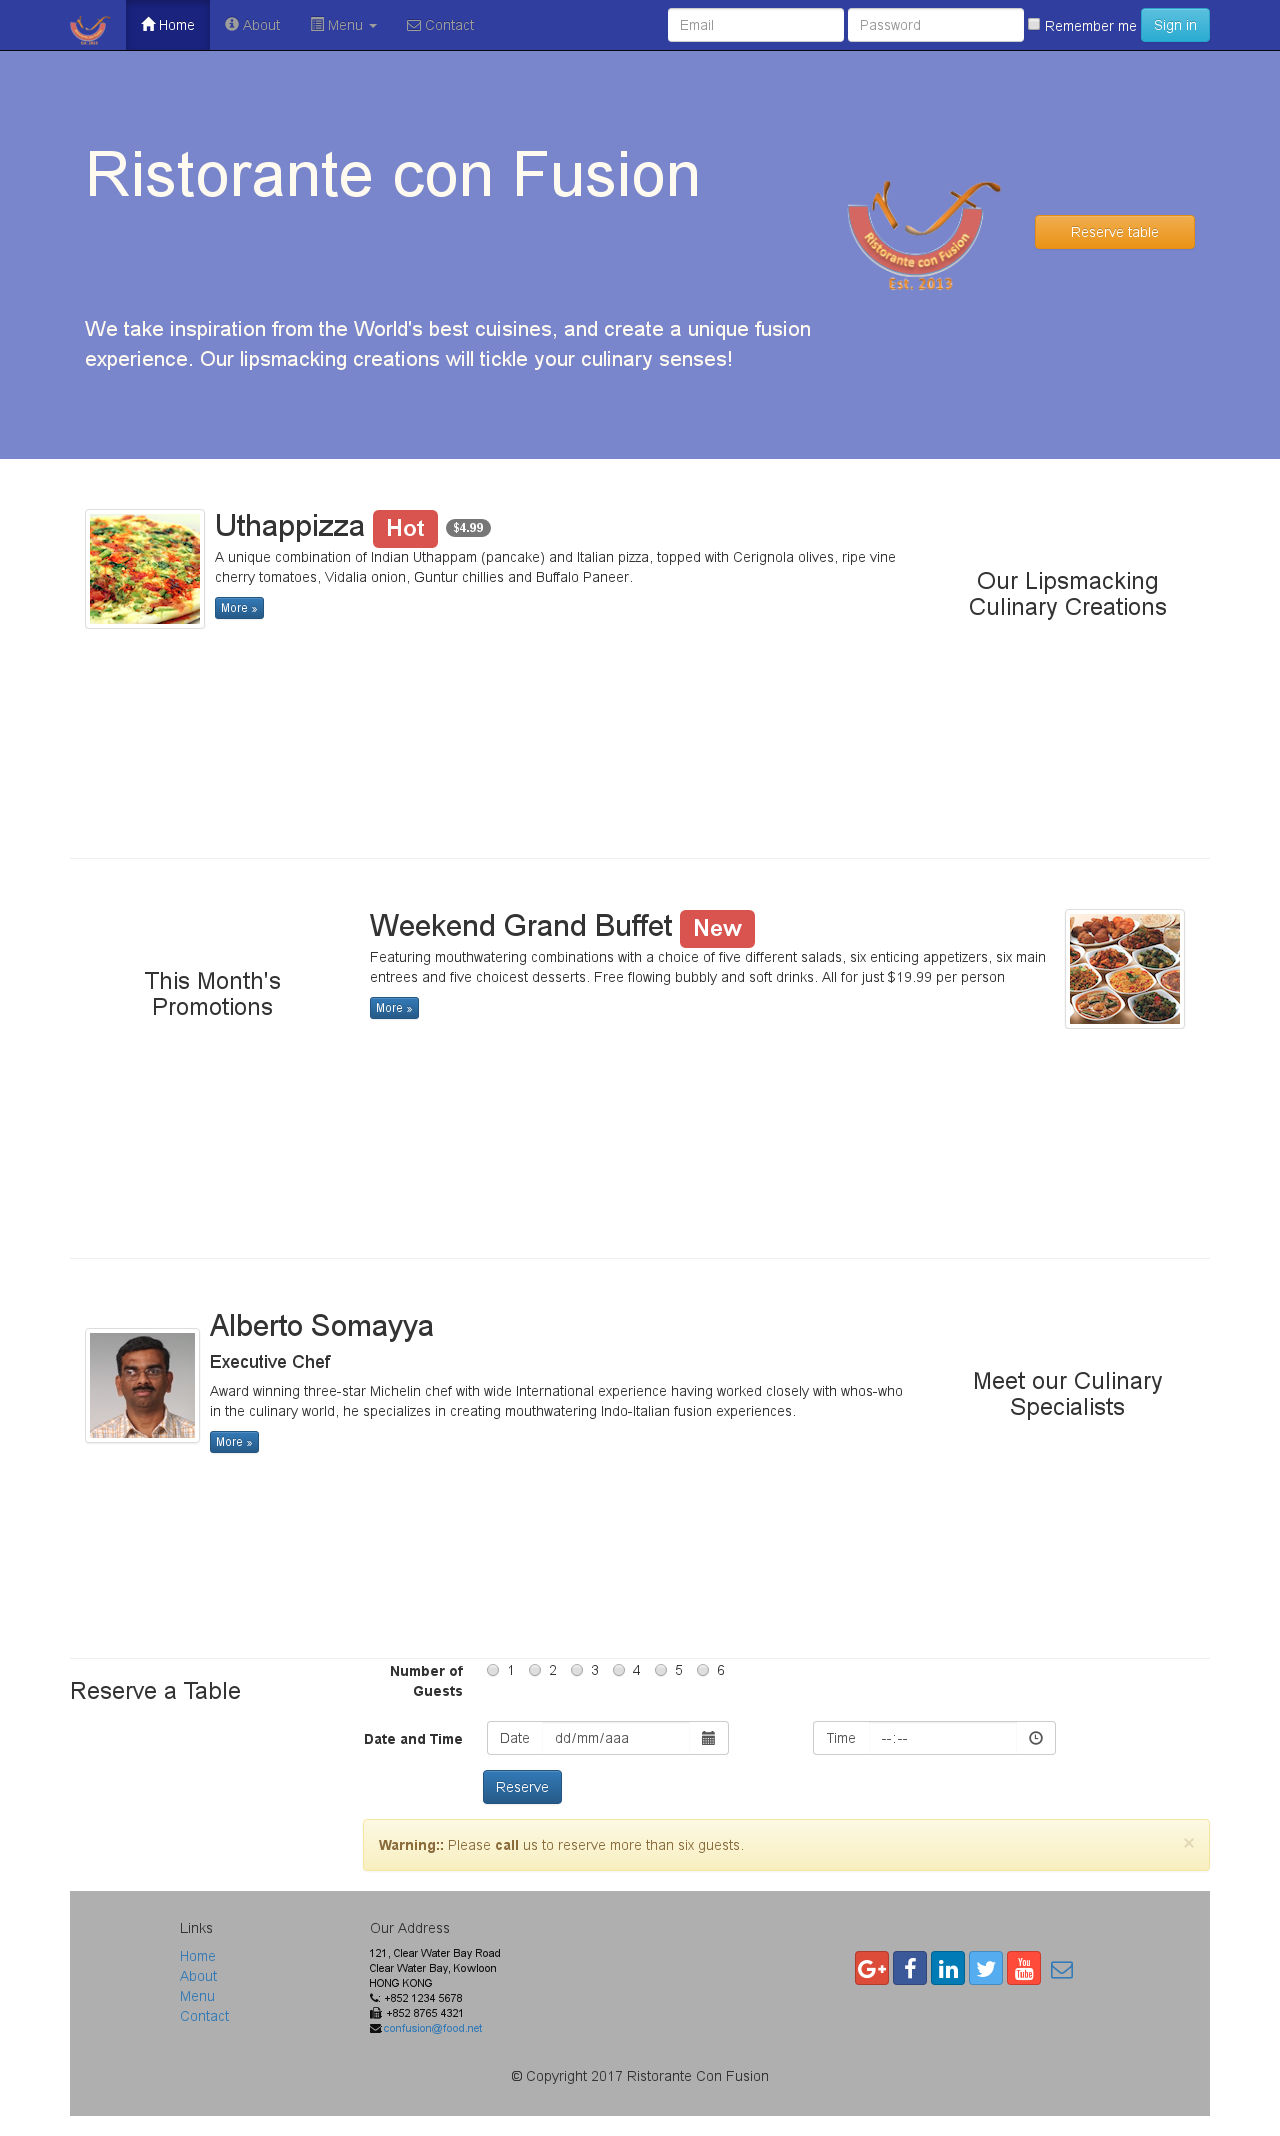 Home
About
Menu
Contact
Email
Password
Remember me
Sign in
Ristorante con Fusion
Ristorante con Fusion
Est. 2013
Reserve table
We take inspiration from the World's best cuisines, and create a unique fusion
experience. Our lipsmacking creations will tickle your culinary senses!
Uthappizza Hot $4.99
A unique combination of Indian Uthappam (pancake) and Italian pizza, topped with Cerignola olives, ripe vine
cherry tomatoes, Vidalia onion, Guntur chillies and Buffalo Paneer.
More »
Our Lipsmacking
Culinary Creations
This Month's
Promotions
Weekend Grand Buffet New
Featuring mouthwatering combinations with a choice of five different salads, six enticing appetizers, six main
entrees and five choicest desserts. Free flowing bubbly and soft drinks. All for just $19.99 per person
More »
Alberto Somayya
Executive Chef
Award winning three-star Michelin chef with wide International experience having worked closely with whos-who
in the culinary world, he specializes in creating mouthwatering Indo-Italian fusion experiences.
More »
Meet our Culinary
Specialists
Reserve a Table
Number of
Guests
1 2 3 4 5 6
Date and Time
Date dd/mm/aaa
Time --:--
Reserve
Warning:: Please call us to reserve more than six guests.
×
Links
Home
About
Menu
Contact
Our Address
121, Clear Water Bay Road
Clear Water Bay, Kowloon
HONG KONG
: +852 1234 5678
: +852 8765 4321
:confusion@food.net
You Tube
© Copyright 2017 Ristorante Con Fusion